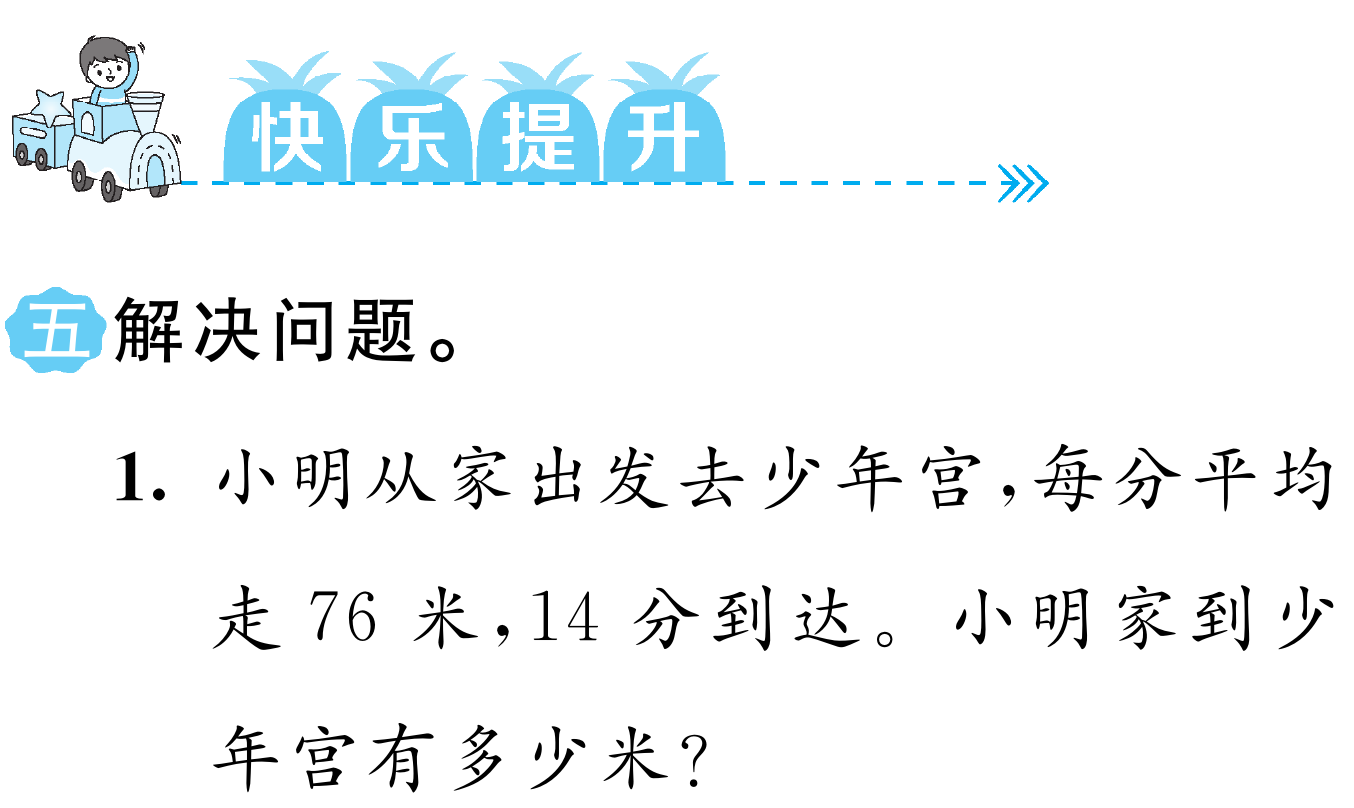 快乐提升
五 解决问题。
1. 小明从家出发去少年宫,每分平均
走 76 米,14 分到达。小明家到少
年宫有多少米?